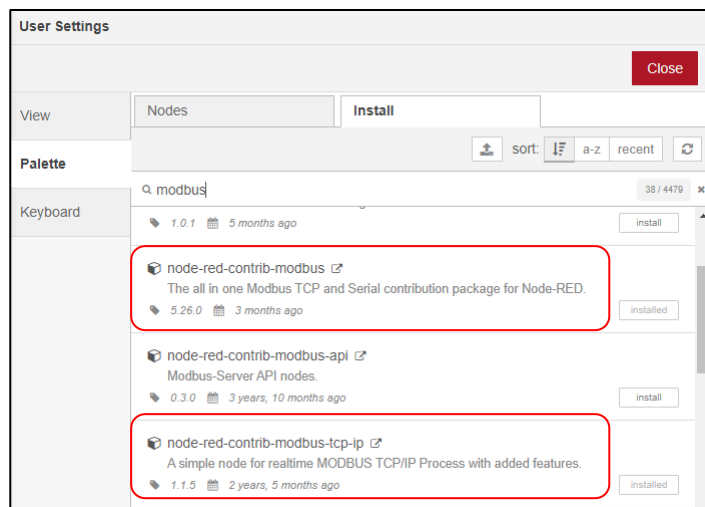 User Settings
Close
View
Palette
Keyboard
Nodes
Install
sort:
a-z
recent
modbus
38 / 4479
1.0.1 5 months ago
install
node-red-contrib-modbus
The all in one Modbus TCP and Serial contribution package for Node-RED.
5.26.0 3 months ago
installed
node-red-contrib-modbus-api
Modbus-Server API nodes.
0.3.0 3 years, 10 months ago
install
node-red-contrib-modbus-tcp-ip
A simple node for realtime MODBUS TCP/IP Process with added features.
1.1.5 2 years, 5 months ago
installed